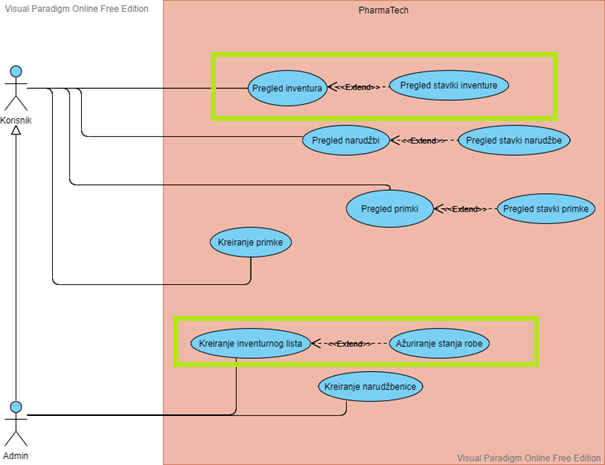 Visual Paradigm Online Free Edition
PharmaTech
Pregled inventura
<<Extend>>
Pregled stavki inventure
Korisnik
Pregled narudžbi
<<Extend>>
Pregled stavki narudžbe
Pregled primki
<<Extend>>
Pregled stavki primke
Kreiranje primke
Kreiranje inventurnog lista
<<Extend>>
Ažuriranje stanja robe
Kreiranje narudžbenice
Admin
Visual Paradigm Online Free Edition